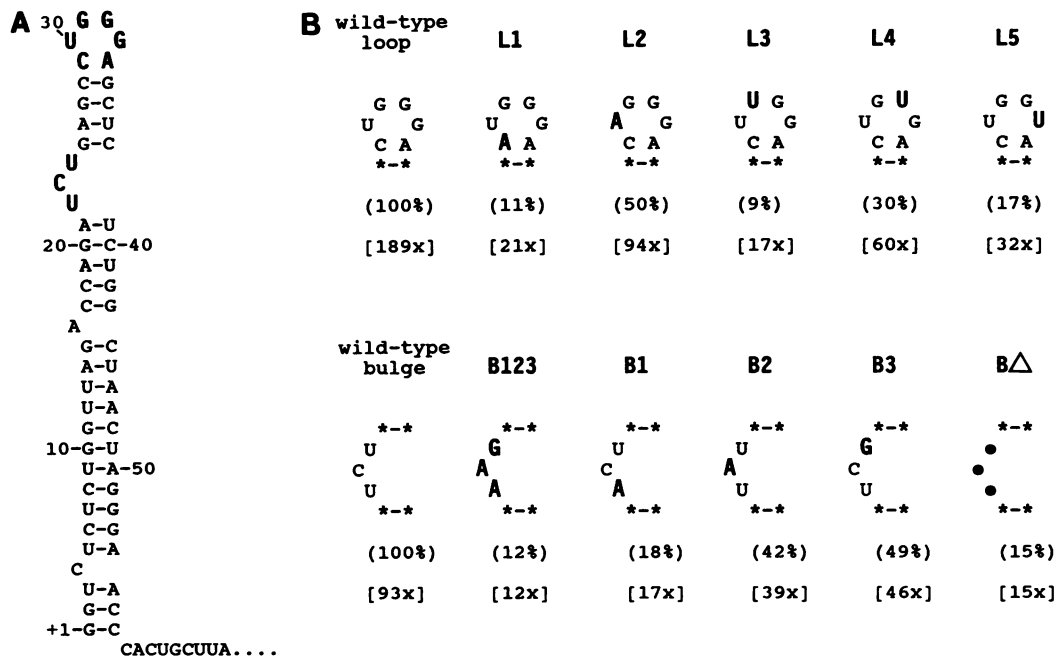 A
30 G G
U G
C A
C-G
G-C
A-U
G-C
U
C
U
A-U
20-G-C-40
A-U
C-G
C-G
A
G-C
A-U
U-A
U-A
G-C
10-G-U
U-A-50
C-G
U-G
C-G
U-A
C
U-A
G-C
+1-G-C
CACUGCUUA....
B
wild-type
loop L1 L2 L3 L4 L5
G G G G G G U G G U G G
U G U G A G U G U G U U
C A A A C A C A C A C A
*-* *-* *-* *-* *-* *-*
(100%) (11%) (50%) (9%) (30%) (17%)
[189x] [21x] [94x] [17x] [60x] [32x]
wild-type
bulge B123 B1 B2 B3 B△
*-* *-* *-* *-* *-* *-*
U G U U G ●
C A C A C ●
U A A U U ●
*-* *-* *-* *-* *-* *-*
(100%) (12%) (18%) (42%) (49%) (15%)
[93x] [12x] [17x] [39x] [46x] [15x]